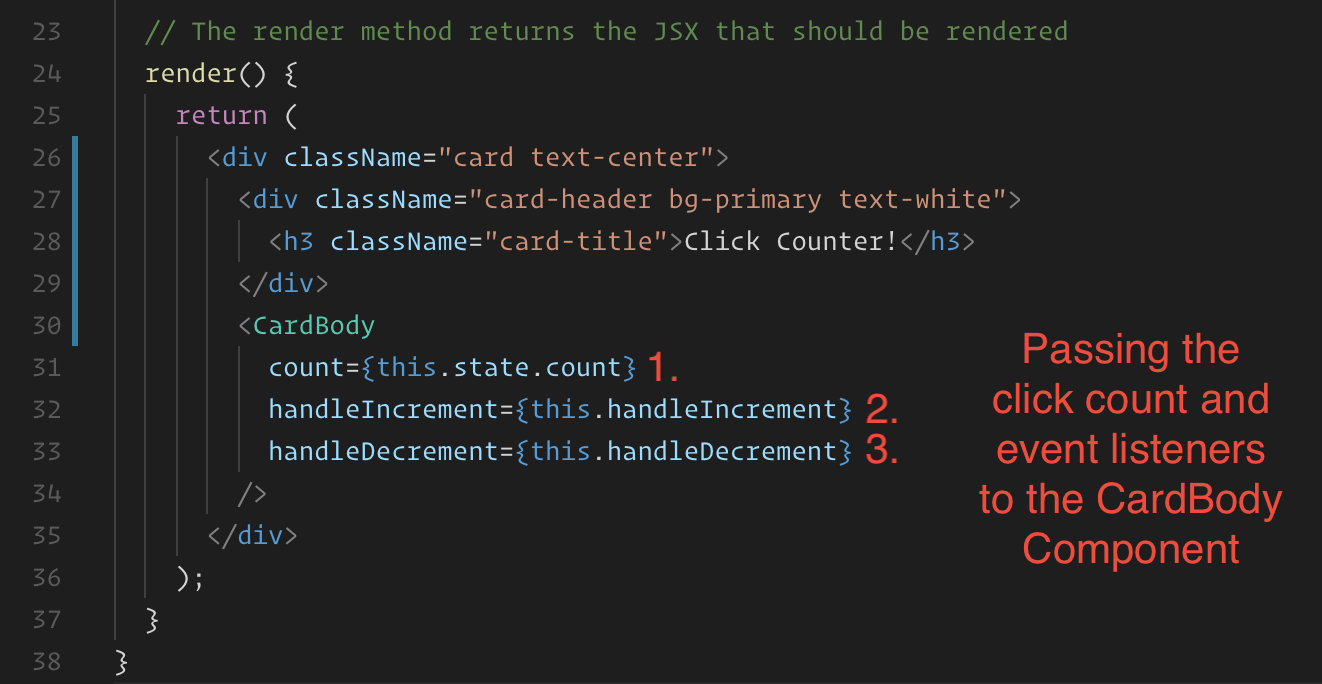 23 // The render method returns the JSX that should be rendered
24 render() {
25 return (
26 <div className="card text-center">
27 <div className="card-header bg-primary text-white">
28 <h3 className="card-title">Click Counter!</h3>
29 </div>
30 <CardBody
31 count={this.state.count} 1.
32 handleIncrement={this.handleIncrement} 2.
33 handleDecrement={this.handleDecrement} 3.
34 />
35 </div>
36 );
37 }
38 }
Passing the
click count and
event listeners
to the CardBody
Component